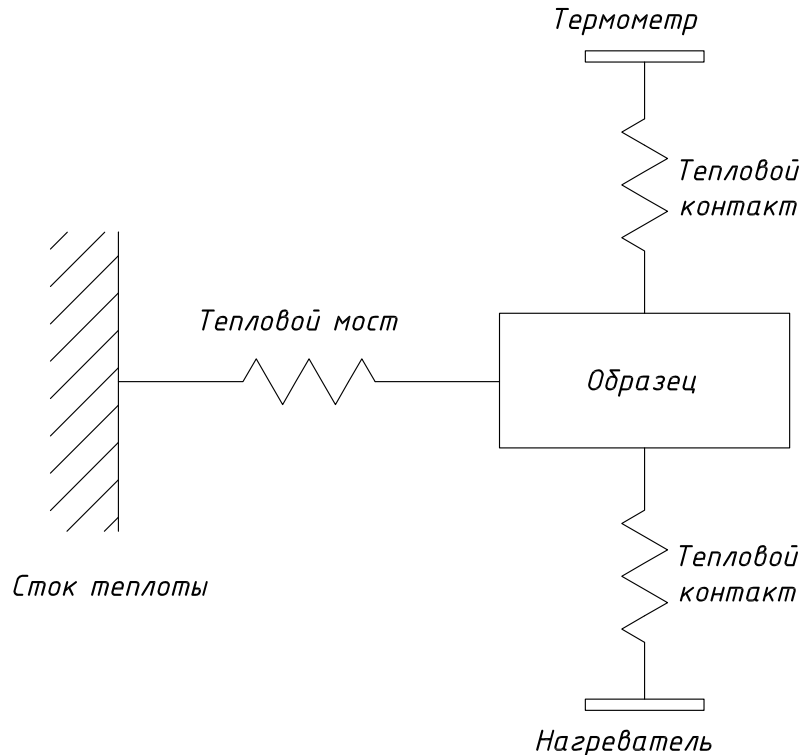 Термометр
Тепловой
контакт
Тепловой мост
Образец
Тепловой
контакт
Сток теплоты
Нагреватель